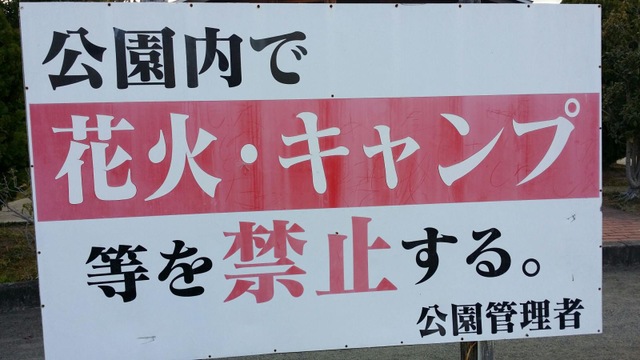 公園内で
花火・キャンプ
等を禁止する。
公園管理者